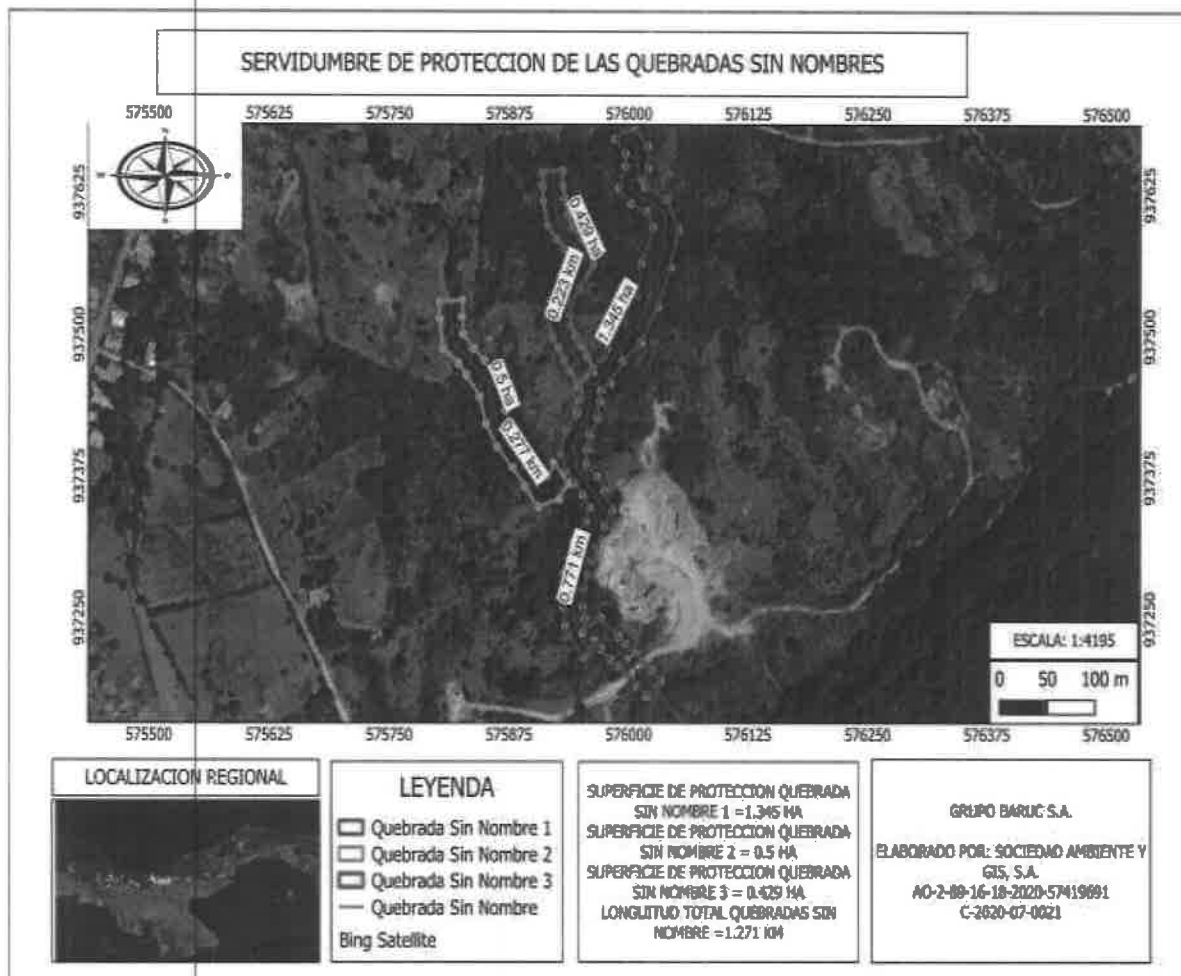 SERVIDUMBRE DE PROTECCION DE LAS QUEBRADAS SIN NOMBRES
575500 575625 575750 575875 576000 576125 576250 576375 576500
N
W E
S
937625 937625
0.429 ha
0.223 km
1.345 ha
937500 937500
0.5 ha
0.277 km
937375 937375
0.771 km
937250 937250
ESCALA: 1:4195
0 50 100 m
575500 575625 575750 575875 576000 576125 576250 576375 576500
LOCALIZACION REGIONAL
LEYENDA
Quebrada Sin Nombre 1
Quebrada Sin Nombre 2
Quebrada Sin Nombre 3
Quebrada Sin Nombre
Bing Satellite
SUPERFICIE DE PROTECCION QUEBRADA
SIN NOMBRE 1 =1.345 HA
SUPERFICIE DE PROTECCION QUEBRADA
SIN NOMBRE 2 = 0.5 HA
SUPERFICIE DE PROTECCION QUEBRADA
SIN NOMBRE 3 = 0.429 HA
LONGUITUD TOTAL QUEBRADAS SIN
NOMBRE =1.271 KM
GRUPO BARUC S.A.
ELABORADO POR: SOCIEDAD AMBIENTE Y
GIS, S.A.
C-2020-07-0021